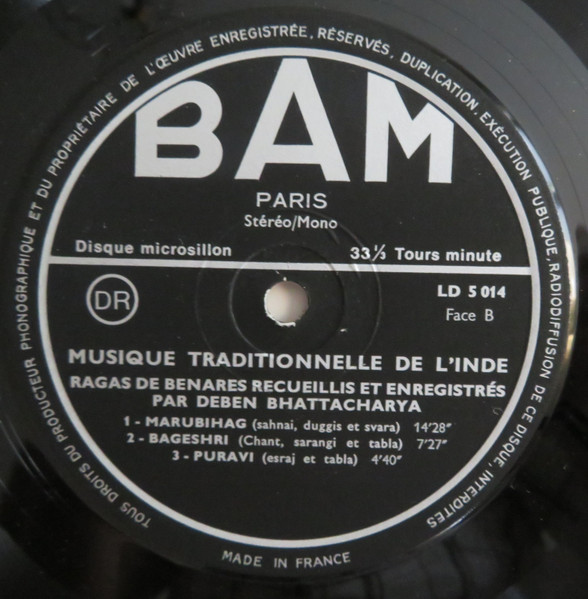 TOUS DROITS DU PRODUCTEUR PHONOGRAPHIQUE ET DU PROPRIÉTAIRE DE L'ŒUVRE ENREGISTRÉE, RÉSERVÉS, DUPLICATION, EXÉCUTION PUBLIQUE, RADIODIFFUSION DE CE DISQUE, INTERDITES
BAM
PARIS
Stéréo/Mono
Disque microsillon 33⅓ Tours minute
DR LD 5014
Face B
MUSIQUE TRADITIONNELLE DE L'INDE
RAGAS DE BENARES RECUEILLIS ET ENREGISTRÉS
PAR DEBEN BHATTACHARYA
1 - MARUBIHAG (sahnai, duggis et svara) 14'28"
2 - BAGESHRI (Chant, sarangi et tabla) 7'27"
3 - PURAVI (esraj et tabla) 4'40"
MADE IN FRANCE